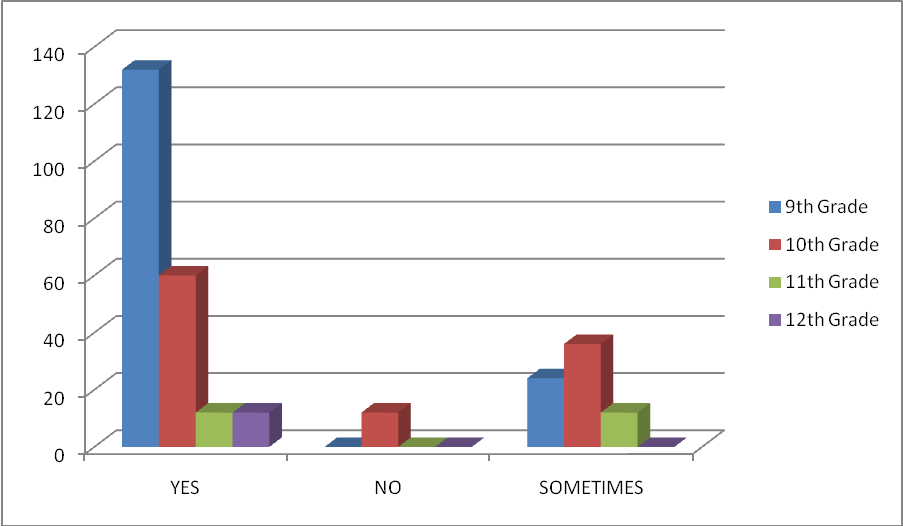 140
120
100
80
60
40
20
0
YES NO SOMETIMES
9th Grade
10th Grade
11th Grade
12th Grade